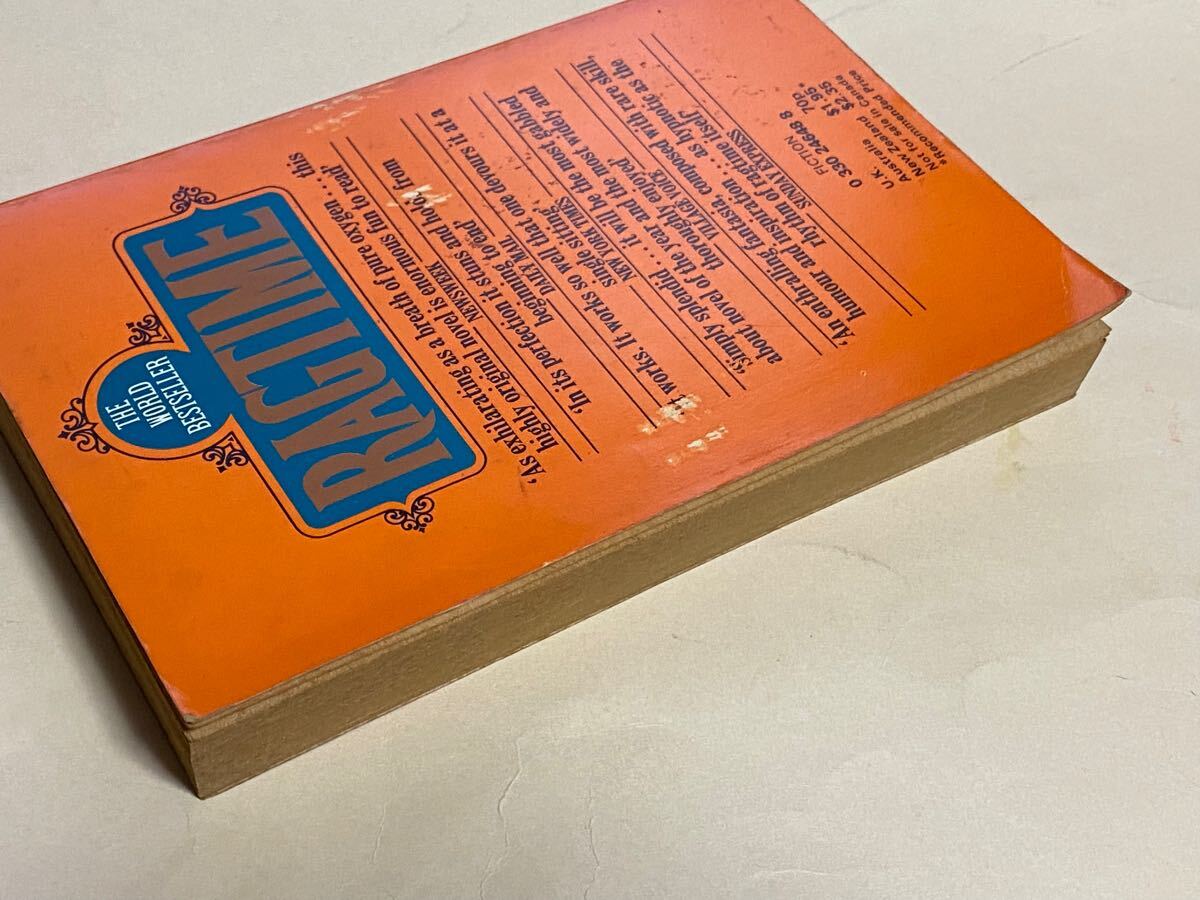 THE
WORLD
BESTSELLER
RAGTIME
'As exhilarating as a breath of pure oxygen ... this
highly original novel is enormous fun to read'
NEWSWEEK
'In its perfection it stuns and holds from
beginning to end'
DAILY MAIL
It works. It works so well that one devours it at a
single sitting'
NEW YORK TIMES
'Simply splendid ... it will be the most gabbled
about novel of the year ... and the most widely and
thoroughly enjoyed'
VILLAGE VOICE
'An enthralling fantasia, composed with rare skill,
humour and inspiration ... as hypnotic as the
rhythm of ragtime itself'
SUNDAY EXPRESS
FICTION
0 330 24648 8
U.K. 70p
Australia $1.95*
New Zealand $2.35
Not for sale in Canada
*Recommended Price